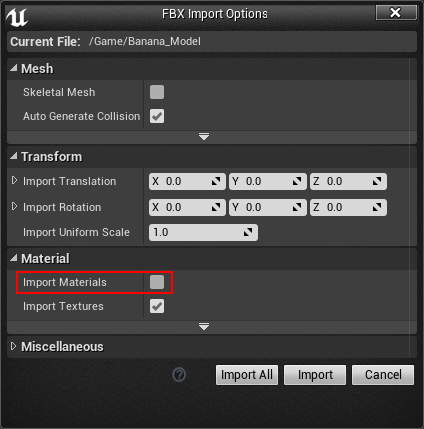 FBX Import Options
Current File: /Game/Banana_Model
Mesh
Skeletal Mesh
Auto Generate Collision
Transform
Import Translation X 0.0 Y 0.0 Z 0.0
Import Rotation X 0.0 Y 0.0 Z 0.0
Import Uniform Scale 1.0
Material
Import Materials
Import Textures
Miscellaneous
? Import All Import Cancel